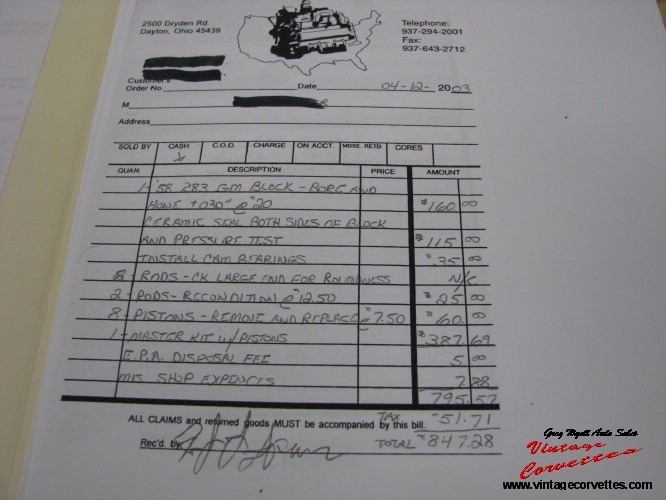 2500 Dryden Rd.
Dayton, Ohio 45439
Telephone:
937-294-2001
Fax:
937-643-2712
Customer's
Order No. Date 04-12- 2003
M
Address
SOLD BY CASH C.O.D. CHARGE ON ACCT. MDSE. RETD. CORES
QUAN. DESCRIPTION PRICE AMOUNT
1- '58 283 GM BLOCK - BORE AND
HONE +.030" @ $20 $160 00
CERAMIC SEAL BOTH SIDES OF BLOCK
AND PRESSURE TEST $115 00
INSTALL CAM BEARINGS $35 00
8- RODS - CK LARGE END FOR ROUNDNESS N/C
2- RODS - RECONDITION @ $12.50 $25 00
8- PISTONS - REMOVE AND REPLACE @ $7.50 $60 00
1- MASTER KIT W/ PISTONS $387.69
E.P.A. DISPOSAL FEE 5 00
MIS SHOP EXPENCES 7.88
795.57
ALL CLAIMS and returned goods MUST be accompanied by this bill. TAX $51.71
Rec'd. by TOTAL $847.28
Greg Wyatt Auto Sales
Vintage
Corvettes
www.vintagecorvettes.com